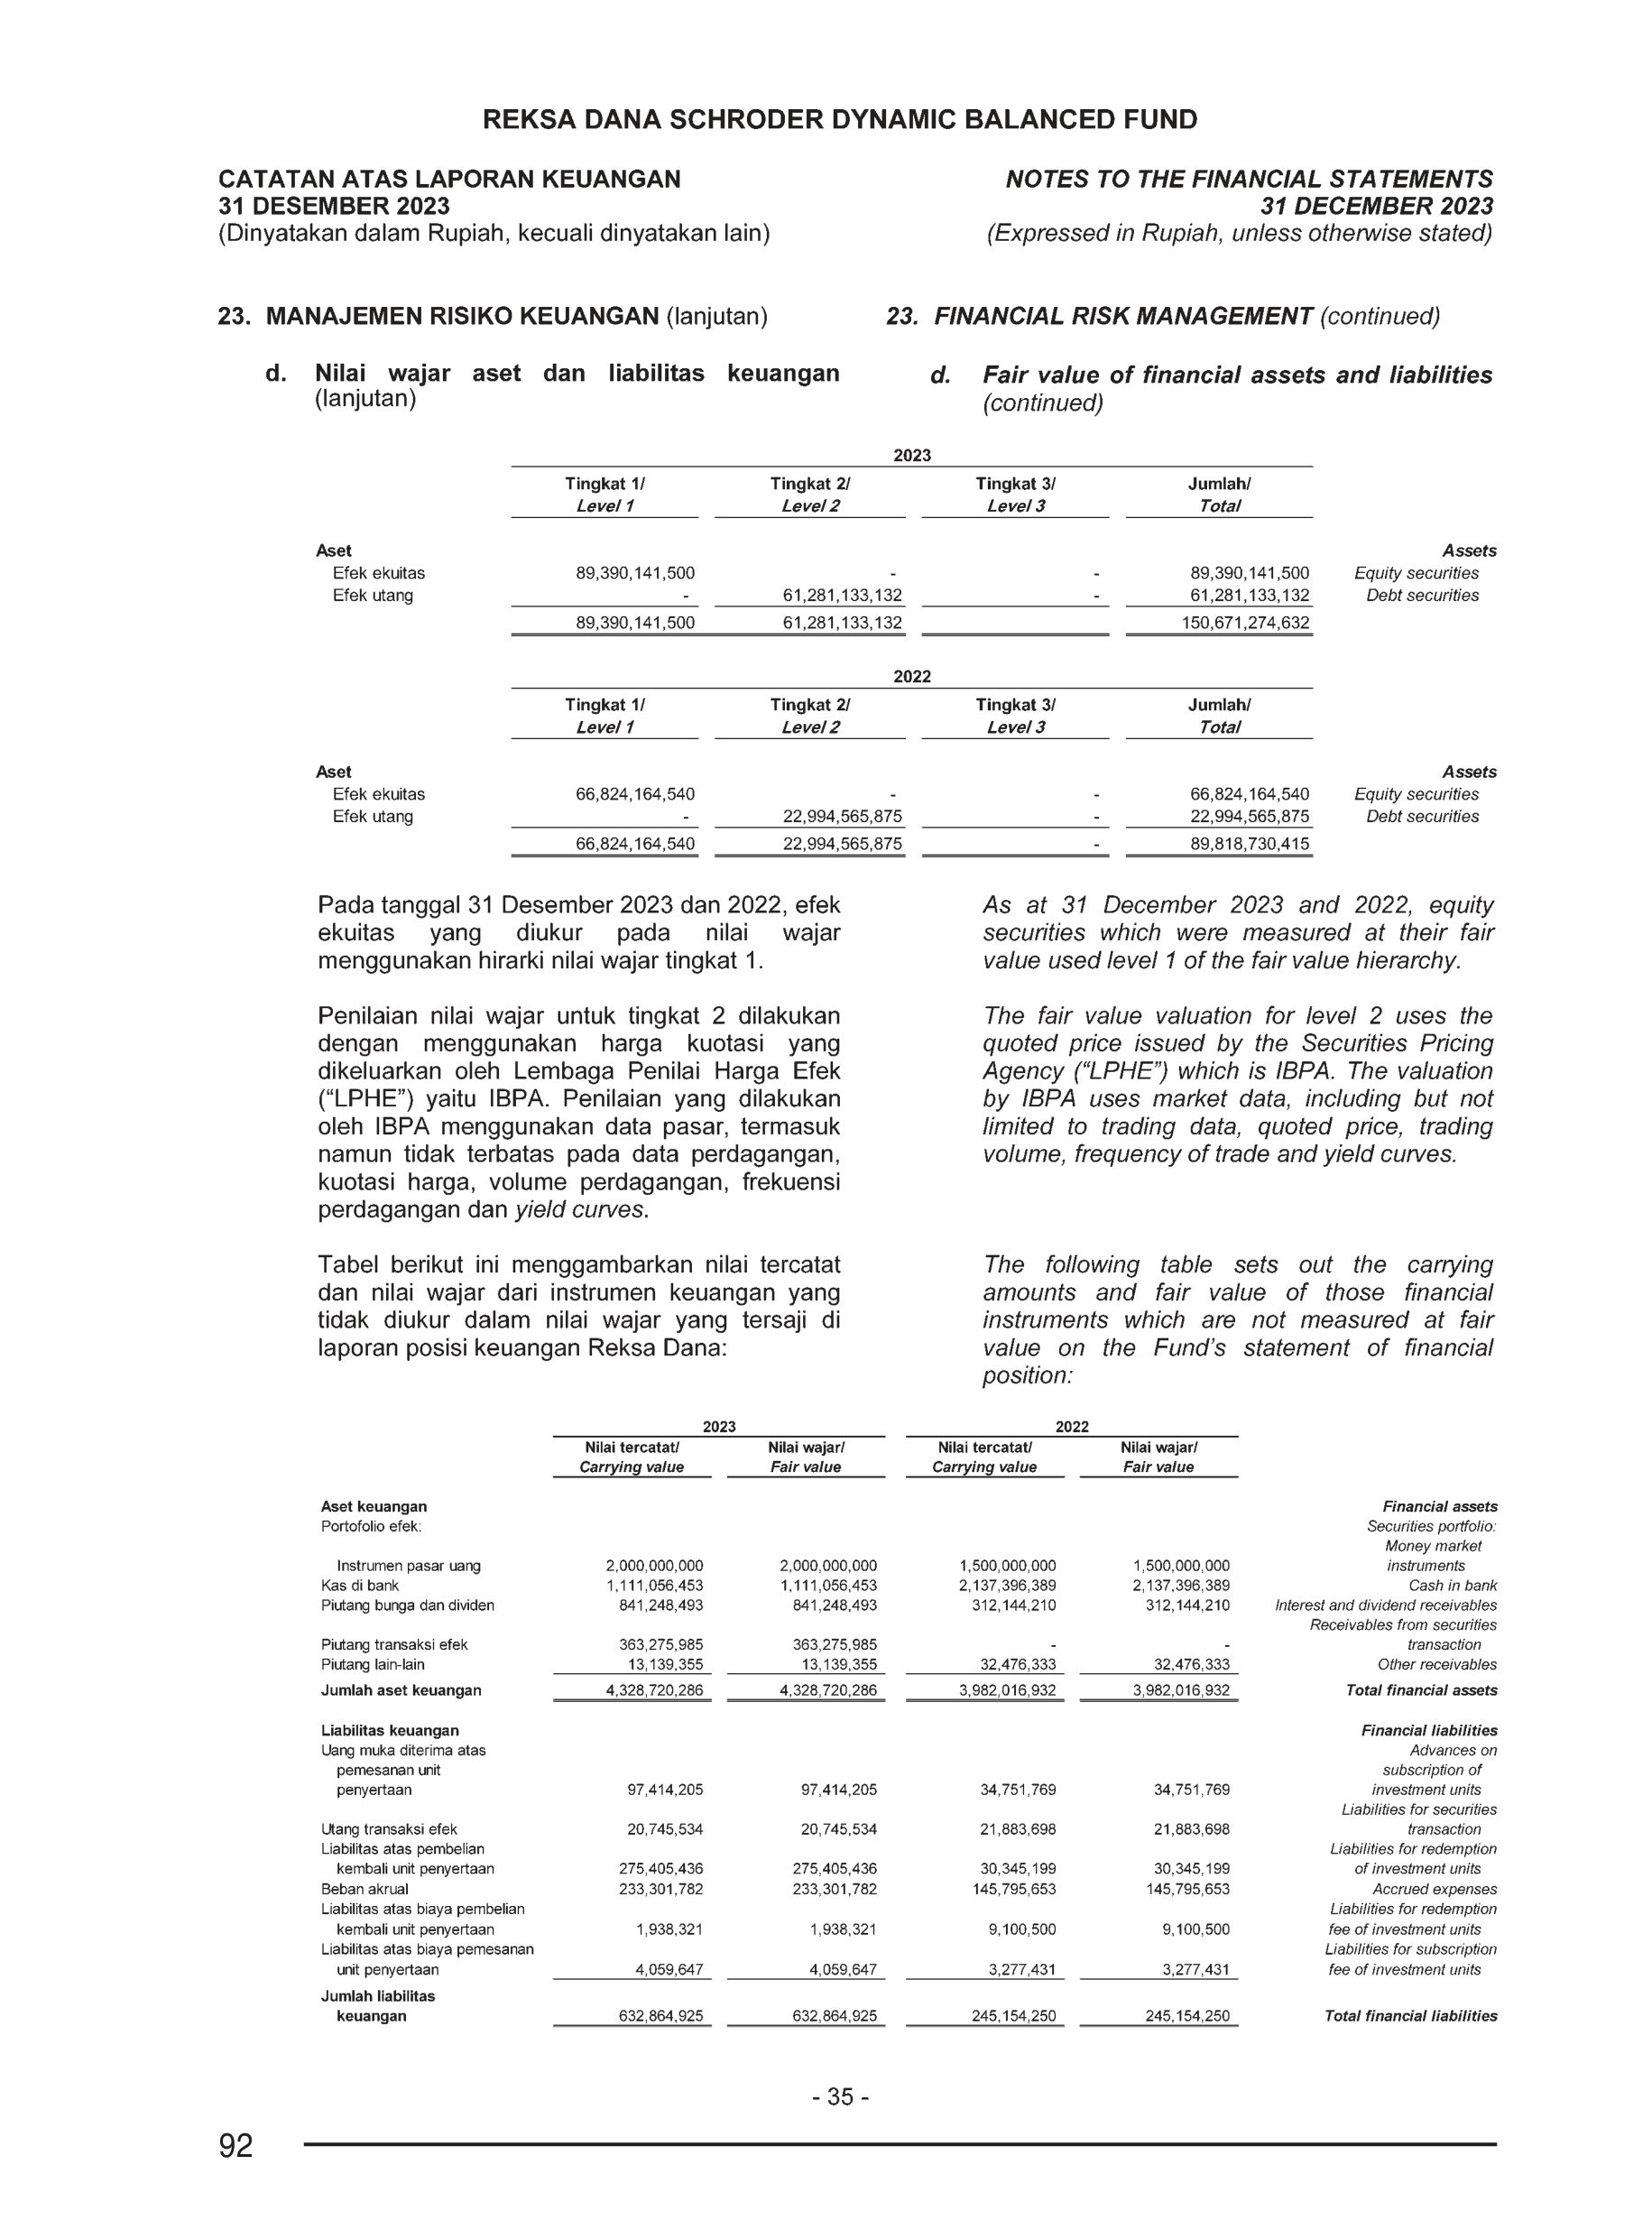 REKSA DANA SCHRODER DYNAMIC BALANCED FUND
CATATAN ATAS LAPORAN KEUANGAN
31 DESEMBER 2023
(Dinyatakan dalam Rupiah, kecuali dinyatakan lain)
NOTES TO THE FINANCIAL STATEMENTS
31 DECEMBER 2023
(Expressed in Rupiah, unless otherwise stated)
23. MANAJEMEN RISIKO KEUANGAN (lanjutan)
23. FINANCIAL RISK MANAGEMENT (continued)
d. Nilai wajar aset dan liabilitas keuangan
(lanjutan)
d. Fair value of financial assets and liabilities
(continued)
2023
Tingkat 1/ Tingkat 2/ Tingkat 3/ Jumlah/
Level 1 Level 2 Level 3 Total
Aset Assets
Efek ekuitas 89,390,141,500 - - 89,390,141,500 Equity securities
Efek utang - 61,281,133,132 - 61,281,133,132 Debt securities
89,390,141,500 61,281,133,132 150,671,274,632
2022
Tingkat 1/ Tingkat 2/ Tingkat 3/ Jumlah/
Level 1 Level 2 Level 3 Total
Aset Assets
Efek ekuitas 66,824,164,540 - - 66,824,164,540 Equity securities
Efek utang - 22,994,565,875 - 22,994,565,875 Debt securities
66,824,164,540 22,994,565,875 - 89,818,730,415
Pada tanggal 31 Desember 2023 dan 2022, efek
ekuitas yang diukur pada nilai wajar
menggunakan hirarki nilai wajar tingkat 1.
As at 31 December 2023 and 2022, equity
securities which were measured at their fair
value used level 1 of the fair value hierarchy.
Penilaian nilai wajar untuk tingkat 2 dilakukan
dengan menggunakan harga kuotasi yang
dikeluarkan oleh Lembaga Penilai Harga Efek
(“LPHE”) yaitu IBPA. Penilaian yang dilakukan
oleh IBPA menggunakan data pasar, termasuk
namun tidak terbatas pada data perdagangan,
kuotasi harga, volume perdagangan, frekuensi
perdagangan dan yield curves.
The fair value valuation for level 2 uses the
quoted price issued by the Securities Pricing
Agency (“LPHE”) which is IBPA. The valuation
by IBPA uses market data, including but not
limited to trading data, quoted price, trading
volume, frequency of trade and yield curves.
Tabel berikut ini menggambarkan nilai tercatat
dan nilai wajar dari instrumen keuangan yang
tidak diukur dalam nilai wajar yang tersaji di
laporan posisi keuangan Reksa Dana:
The following table sets out the carrying
amounts and fair value of those financial
instruments which are not measured at fair
value on the Fund’s statement of financial
position:
2023 2022
Nilai tercatat/ Nilai wajar/ Nilai tercatat/ Nilai wajar/
Carrying value Fair value Carrying value Fair value
Aset keuangan Financial assets
Portofolio efek: Securities portfolio:
Money market
Instrumen pasar uang 2,000,000,000 2,000,000,000 1,500,000,000 1,500,000,000 instruments
Kas di bank 1,111,056,453 1,111,056,453 2,137,396,389 2,137,396,389 Cash in bank
Piutang bunga dan dividen 841,248,493 841,248,493 312,144,210 312,144,210 Interest and dividend receivables
Receivables from securities
Piutang transaksi efek 363,275,985 363,275,985 - - transaction
Piutang lain-lain 13,139,355 13,139,355 32,476,333 32,476,333 Other receivables
Jumlah aset keuangan 4,328,720,286 4,328,720,286 3,982,016,932 3,982,016,932 Total financial assets
Liabilitas keuangan Financial liabilities
Uang muka diterima atas Advances on
pemesanan unit subscription of
penyertaan 97,414,205 97,414,205 34,751,769 34,751,769 investment units
Liabilities for securities
Utang transaksi efek 20,745,534 20,745,534 21,883,698 21,883,698 transaction
Liabilitas atas pembelian Liabilities for redemption
kembali unit penyertaan 275,405,436 275,405,436 30,345,199 30,345,199 of investment units
Beban akrual 233,301,782 233,301,782 145,795,653 145,795,653 Accrued expenses
Liabilitas atas biaya pembelian Liabilities for redemption
kembali unit penyertaan 1,938,321 1,938,321 9,100,500 9,100,500 fee of investment units
Liabilitas atas biaya pemesanan Liabilities for subscription
unit penyertaan 4,059,647 4,059,647 3,277,431 3,277,431 fee of investment units
Jumlah liabilitas
keuangan 632,864,925 632,864,925 245,154,250 245,154,250 Total financial liabilities
- 35 -
92